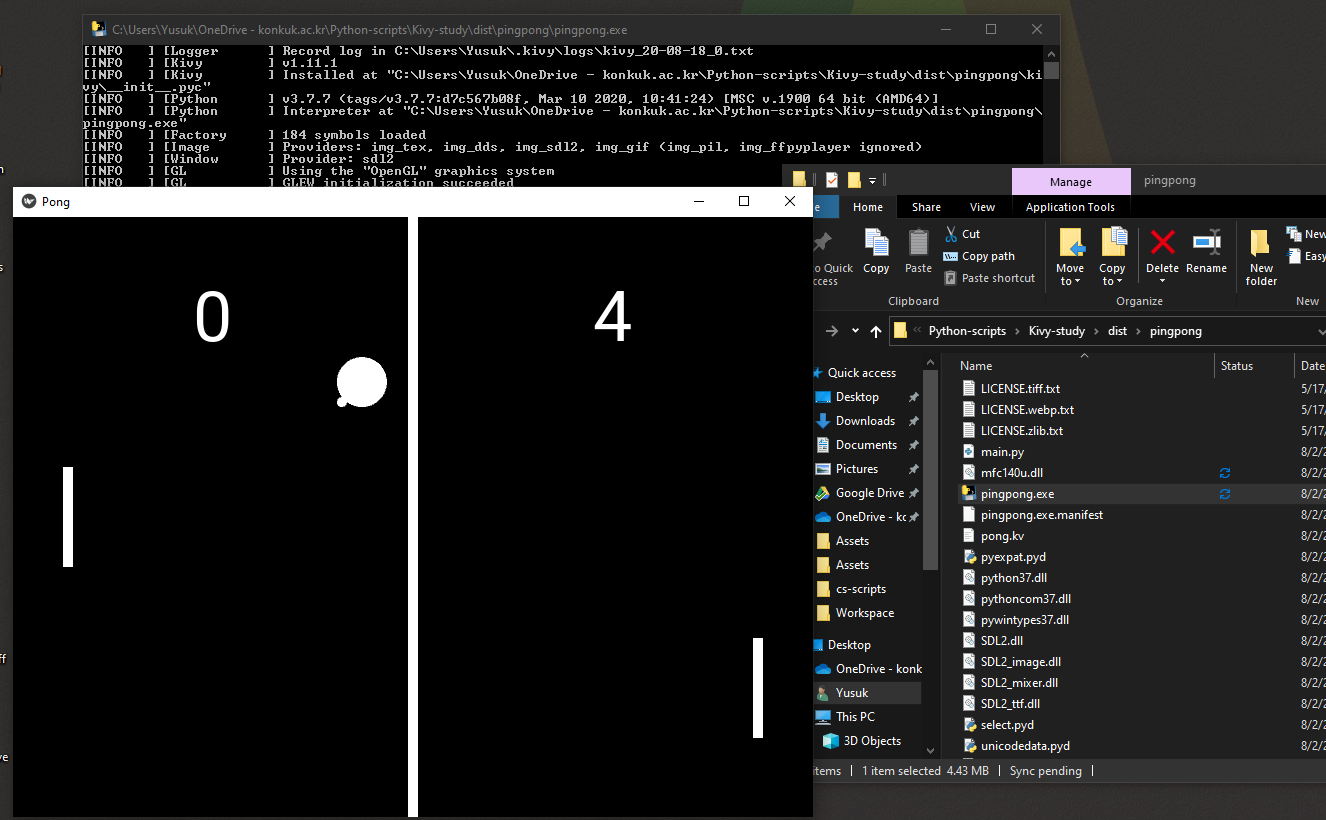 C:\Users\Yusuk\OneDrive - konkuk.ac.kr\Python-scripts\Kivy-study\dist\pingpong\pingpong.exe
[INFO   ] [Logger      ] Record log in C:\Users\Yusuk\.kivy\logs\kivy_20-08-18_0.txt
[INFO   ] [Kivy        ] v1.11.1
[INFO   ] [Kivy        ] Installed at "C:\Users\Yusuk\OneDrive - konkuk.ac.kr\Python-scripts\Kivy-study\dist\pingpong\ki
vy\__init__.pyc"
[INFO   ] [Python      ] v3.7.7 (tags/v3.7.7:d7c567b08f, Mar 10 2020, 10:41:24) [MSC v.1900 64 bit (AMD64)]
[INFO   ] [Python      ] Interpreter at "C:\Users\Yusuk\OneDrive - konkuk.ac.kr\Python-scripts\Kivy-study\dist\pingpong\
pingpong.exe"
[INFO   ] [Factory     ] 184 symbols loaded
[INFO   ] [Image       ] Providers: img_tex, img_dds, img_sdl2, img_gif (img_pil, img_ffpyplayer ignored)
[INFO   ] [Window      ] Provider: sdl2
[INFO   ] [GL          ] Using the "OpenGL" graphics system
[INFO   ] [GL          ] GLEW initialization succeeded
Pong
0
4
Manage
pingpong
Home
Share
View
Application Tools
Cut
Copy path
Paste shortcut
Quick
Copy
Paste
Clipboard
Move
to
Copy
to
Delete
Rename
Organize
New
folder
New
Easy
New
Python-scripts
Kivy-study
dist
pingpong
Quick access
Desktop
Downloads
Documents
Pictures
Google Drive
OneDrive - kc
Assets
Assets
cs-scripts
Workspace
Desktop
OneDrive - konk
Yusuk
This PC
3D Objects
Name
Status
Date
LICENSE.tiff.txt
5/17/
LICENSE.webp.txt
5/17/
LICENSE.zlib.txt
5/17/
main.py
8/2/2
mfc140u.dll
8/2/2
pingpong.exe
8/2/2
pingpong.exe.manifest
8/2/2
pong.kv
8/2/2
pyexpat.pyd
8/2/2
python37.dll
8/2/2
pythoncom37.dll
8/2/2
pywintypes37.dll
8/2/2
SDL2.dll
8/2/2
SDL2_image.dll
8/2/2
SDL2_mixer.dll
8/2/2
SDL2_ttf.dll
8/2/2
select.pyd
8/2/2
unicodedata.pyd
8/2/2
items
1 item selected
4.43 MB
Sync pending